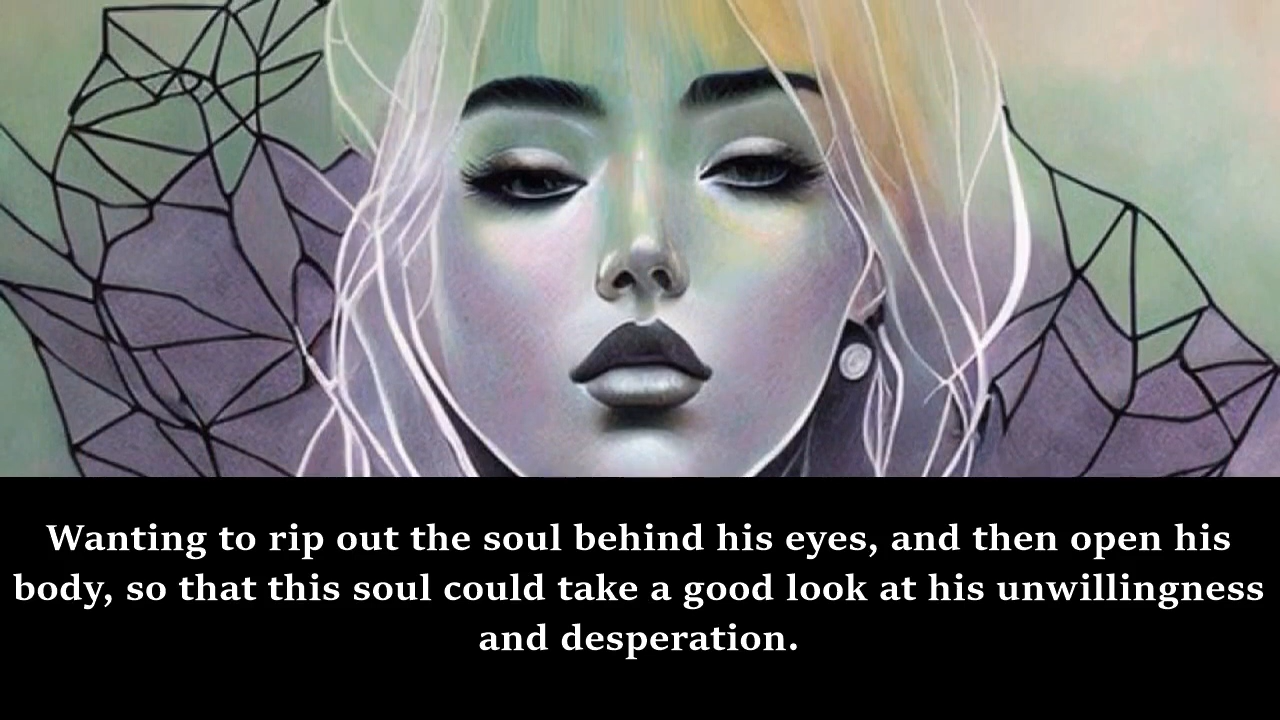 Wanting to rip out the soul behind his eyes, and then open his
body, so that this soul could take a good look at his unwillingness
and desperation.